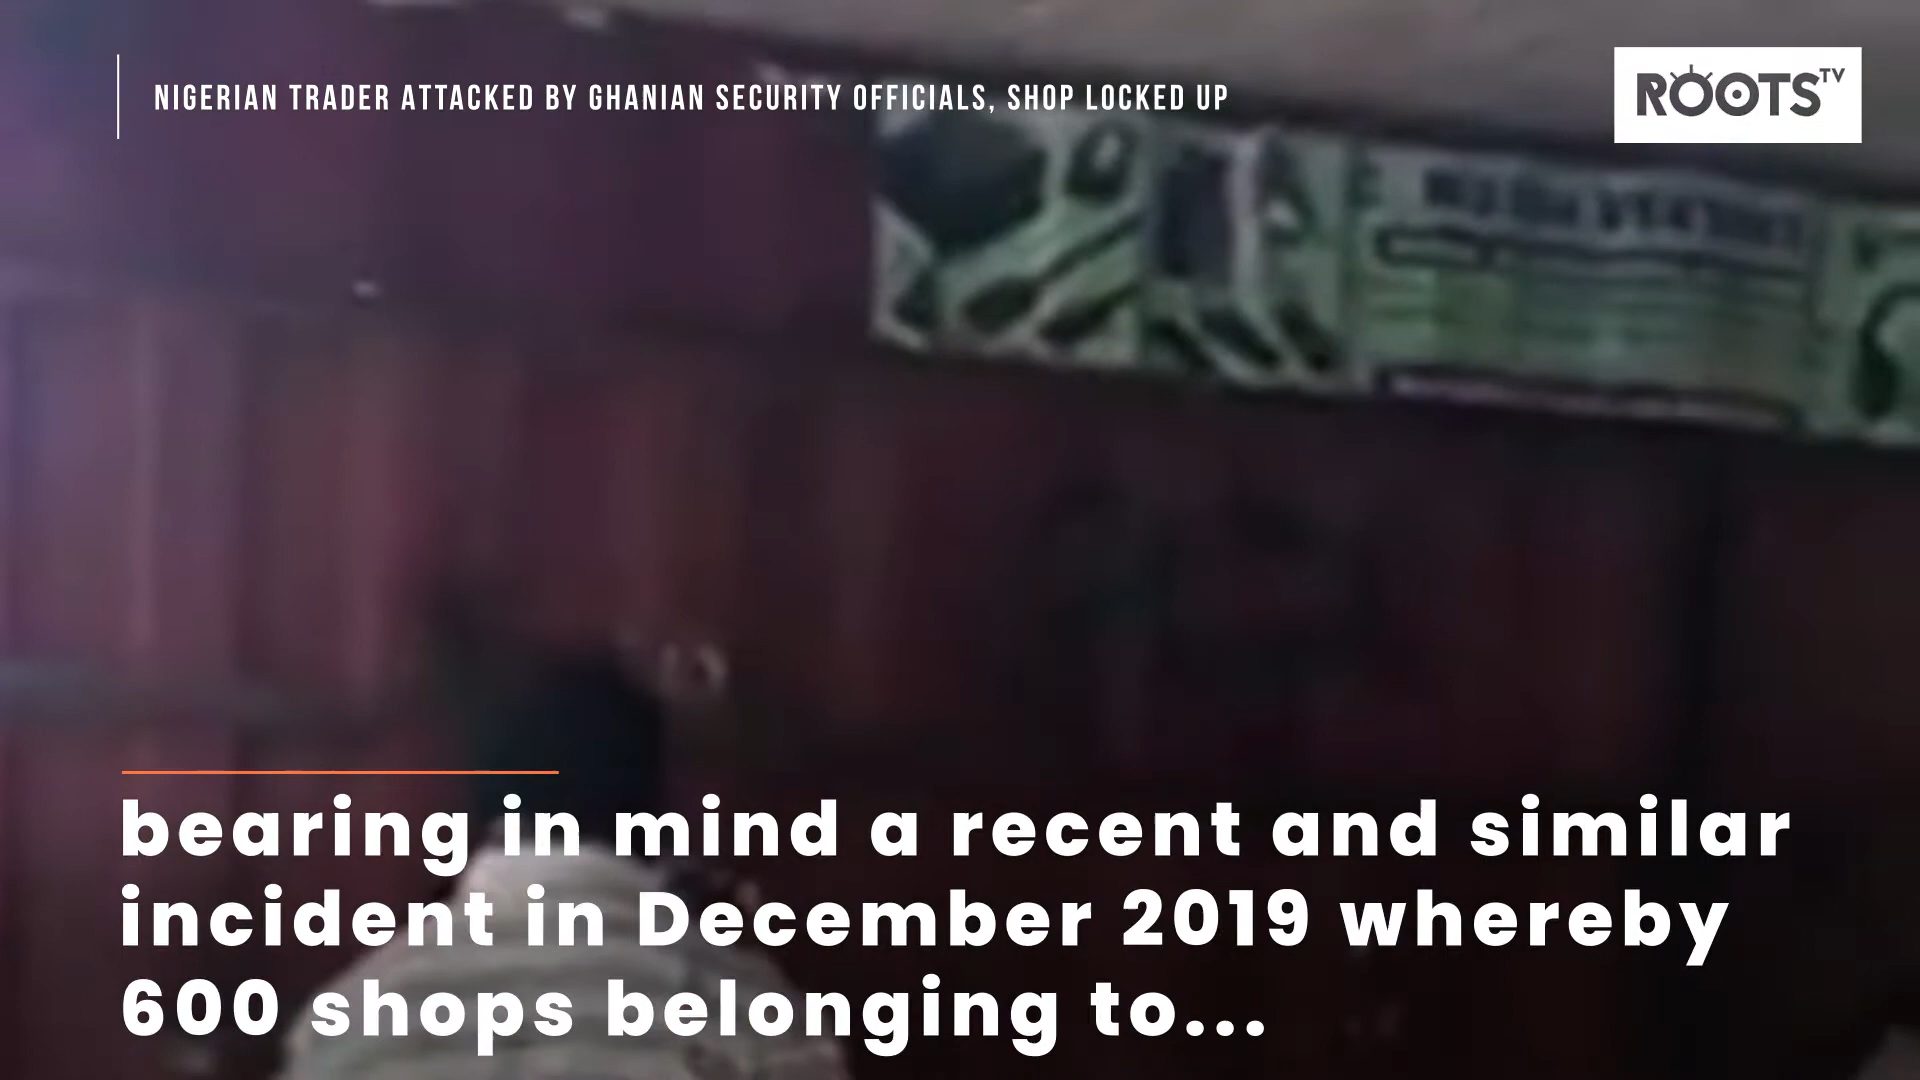 NIGERIAN TRADER ATTACKED BY GHANIAN SECURITY OFFICIALS, SHOP LOCKED UP
ROOTS TV
bearing in mind a recent and similar
incident in December 2019 whereby
600 shops belonging to...